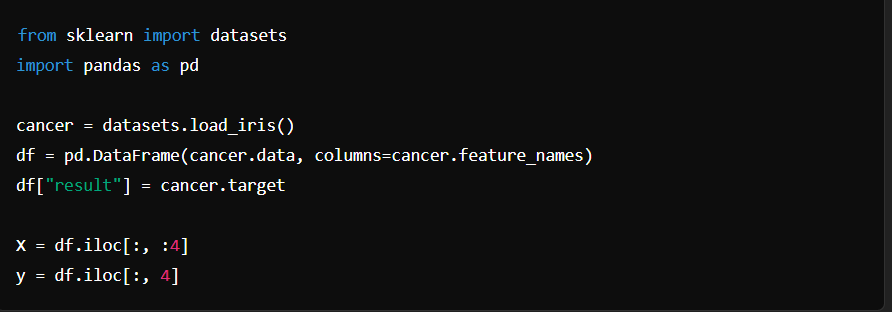 from sklearn import datasets
import pandas as pd
cancer = datasets.load_iris()
df = pd.DataFrame(cancer.data, columns=cancer.feature_names)
df["result"] = cancer.target
X = df.iloc[:, :4]
y = df.iloc[:, 4]